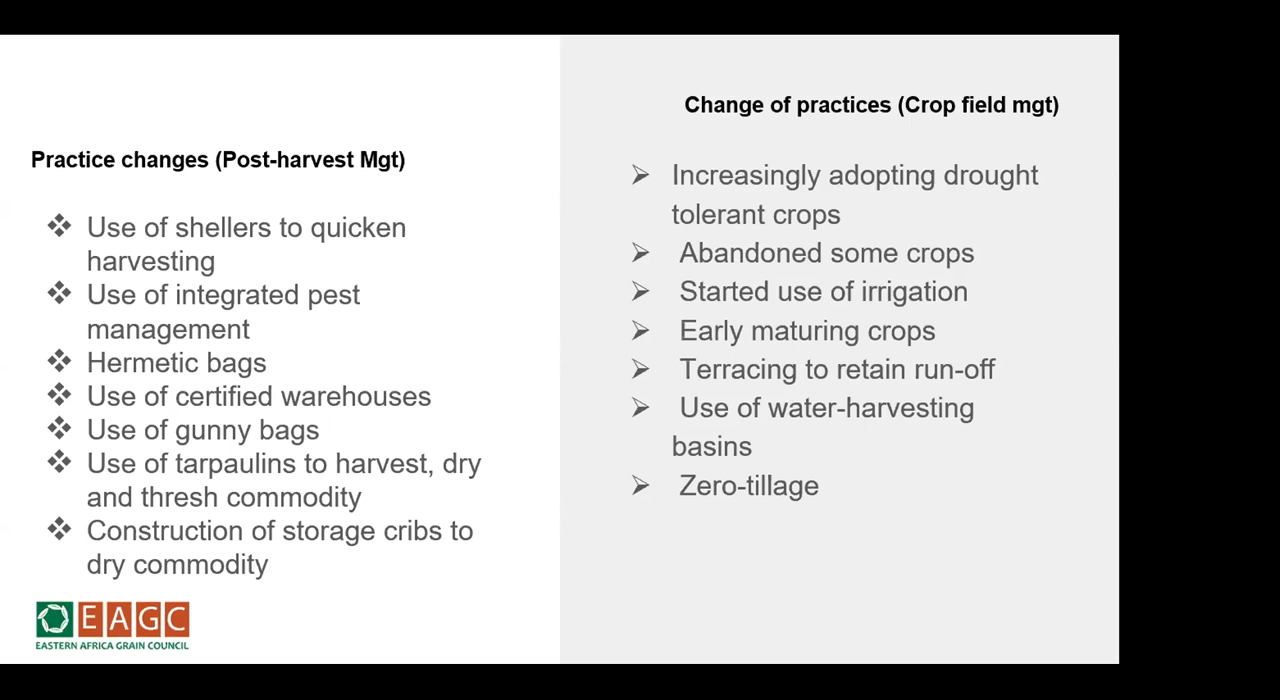 Practice changes (Post-harvest Mgt)
Use of shellers to quicken
harvesting
Use of integrated pest
management
Hermetic bags
Use of certified warehouses
Use of gunny bags
Use of tarpaulins to harvest, dry
and thresh commodity
Construction of storage cribs to
dry commodity
EAGC
EASTERN AFRICA GRAIN COUNCIL
Change of practices (Crop field mgt)
Increasingly adopting drought
tolerant crops
Abandoned some crops
Started use of irrigation
Early maturing crops
Terracing to retain run-off
Use of water-harvesting
basins
Zero-tillage